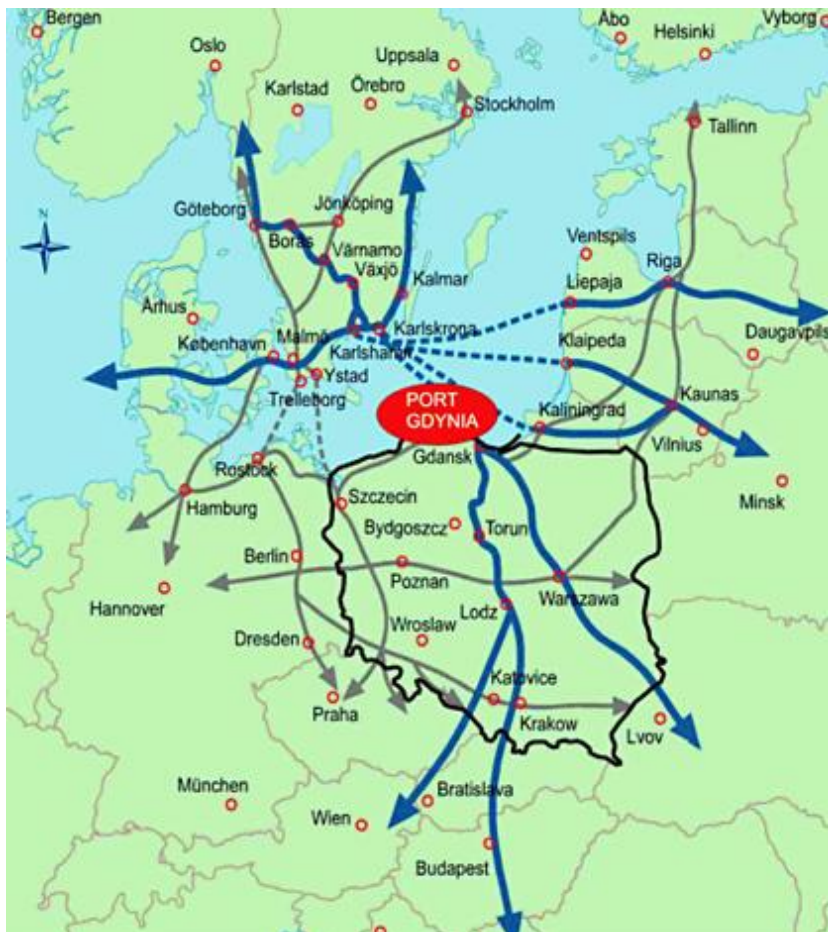 Bergen
Åbo
Helsinki
Vyborg
Oslo
Uppsala
Karlstad
Örebro
Stockholm
Tallinn
N
Göteborg
Jönköping
Borås
Värnamo
Växjö
Ventspils
Riga
Kalmar
Liepaja
Århus
København
Malmö
Karlshamn
Karlskrona
Klaipeda
Daugavpils
Ystad
Trelleborg
PORT
GDYNIA
Kaliningrad
Kaunas
Vilnius
Gdansk
Rostock
Hamburg
Szczecin
Minsk
Bydgoszcz
Torun
Berlin
Poznan
Warszawa
Hannover
Lodz
Wroslaw
Dresden
Katovice
Praha
Krakow
Lvov
München
Bratislava
Wien
Budapest